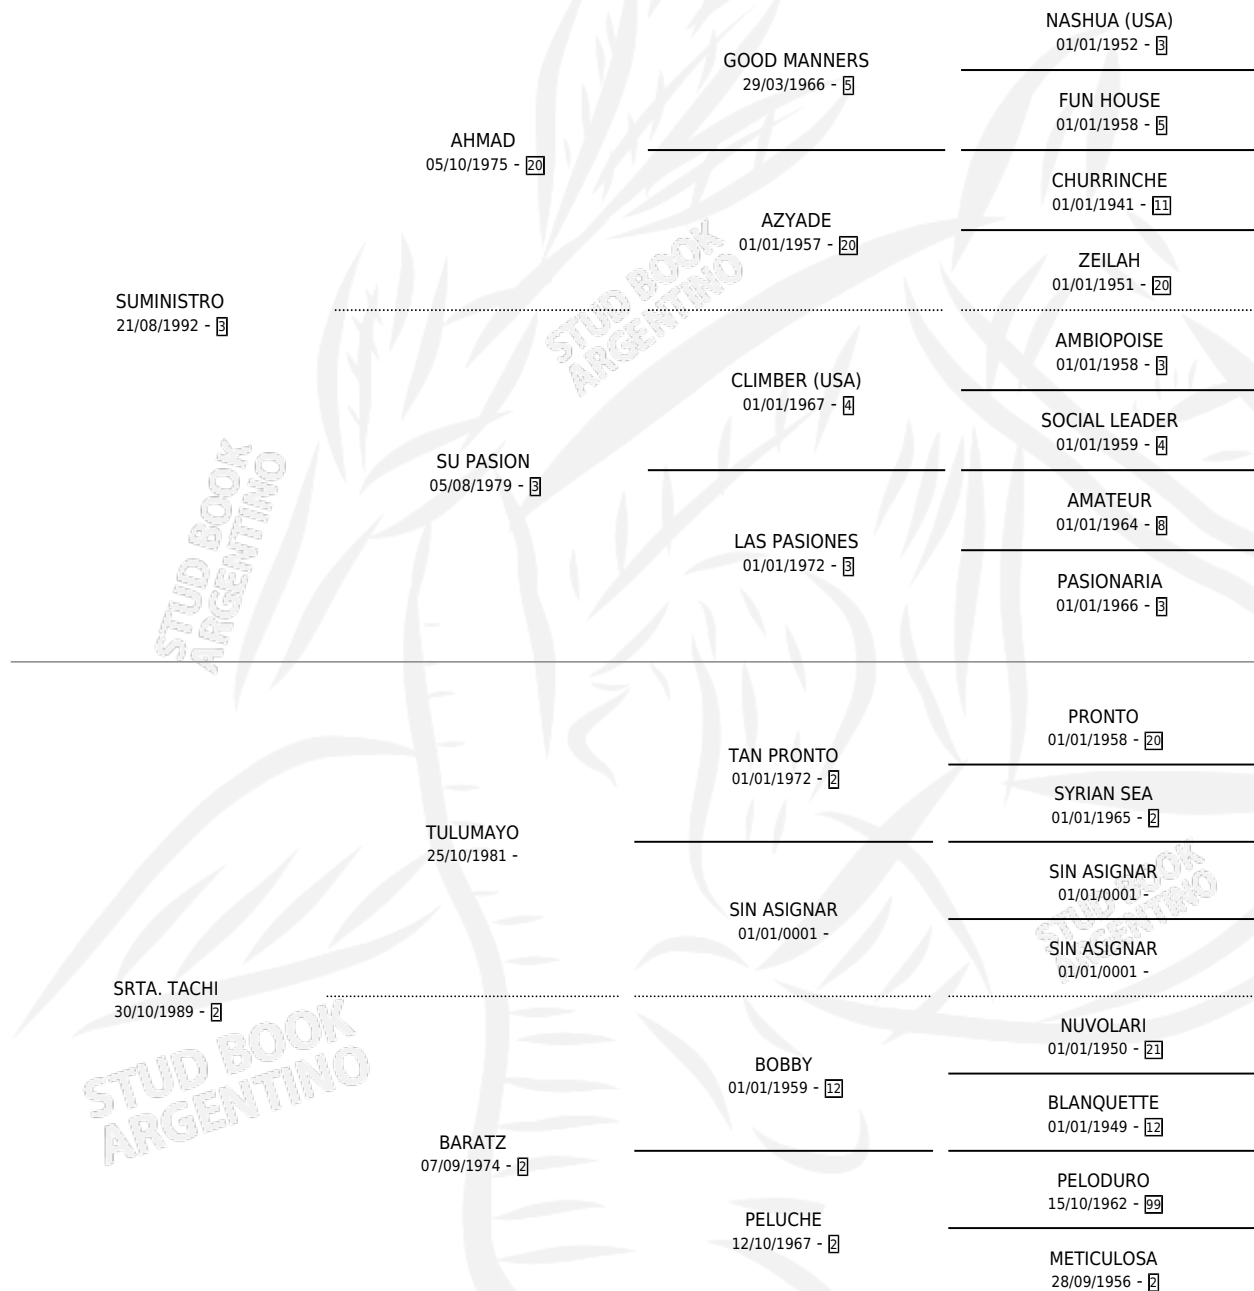 NASHUA (USA)
01/01/1952 - 3
GOOD MANNERS
29/03/1966 - 5
FUN HOUSE
01/01/1958 - 5
AHMAD
05/10/1975 - 20
CHURRINCHE
01/01/1941 - 11
AZYADE
01/01/1957 - 20
ZEILAH
01/01/1951 - 20
SUMINISTRO
21/08/1992 - 3
STUD BOOK
ARGENTINO
AMBIOPOISE
01/01/1958 - 3
CLIMBER (USA)
01/01/1967 - 4
SOCIAL LEADER
01/01/1959 - 4
SU PASION
05/08/1979 - 3
AMATEUR
01/01/1964 - 8
LAS PASIONES
01/01/1972 - 3
PASIONARIA
01/01/1966 - 3
STUD BOOK
ARGENTINO
PRONTO
01/01/1958 - 20
TAN PRONTO
01/01/1972 - 2
SYRIAN SEA
01/01/1965 - 2
TULUMAYO
25/10/1981 -
SIN ASIGNAR
01/01/0001 -
SIN ASIGNAR
01/01/0001 -
SIN ASIGNAR
01/01/0001 -
STUD BOOK
ARGENTINO
SRTA. TACHI
30/10/1989 - 2
NUVOLARI
01/01/1950 - 21
BOBBY
01/01/1959 - 12
BLANQUETTE
01/01/1949 - 12
STUD BOOK
ARGENTINO
BARATZ
07/09/1974 - 2
PELODURO
15/10/1962 - 99
PELUCHE
12/10/1967 - 2
METICULOSA
28/09/1956 - 2